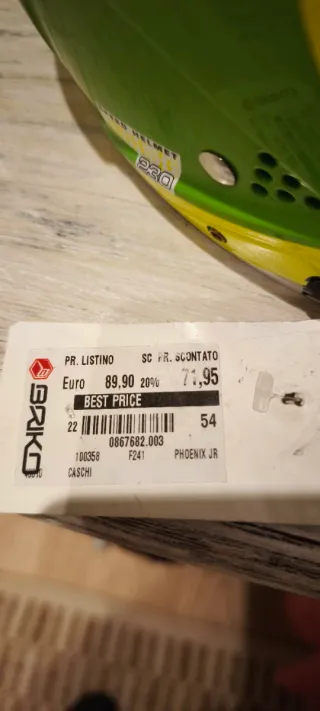 HELMET
230
PR. LISTINO SC PR. SCONTATO
Euro 89,90 20% 71,95
BEST PRICE
22 54
0867682.003
100358 F241 PHOENIX JR
CASCHI
BRIKO